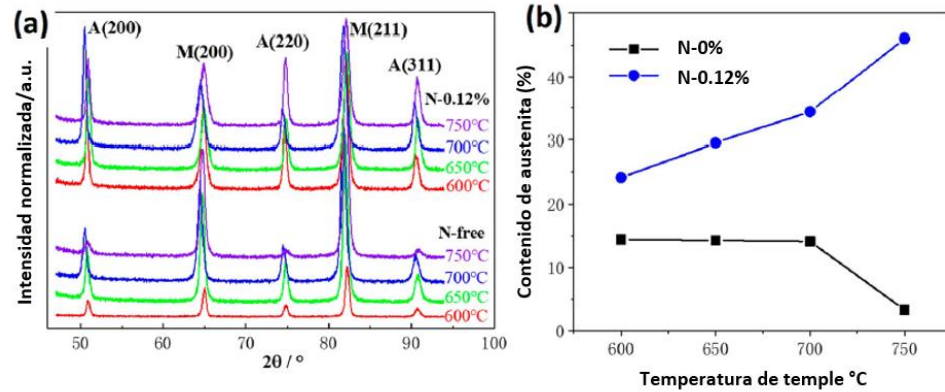 (a)
A(200)
M(200)
A(220)
M(211)
A(311)
N-0.12%
750°C
700°C
650°C
600°C
N-free
750°C
700°C
650°C
600°C
Intensidad normalizada/a.u.
50 60 70 80 90 100
2θ / °
(b)
N-0%
N-0.12%
Contenido de austenita (%)
40
30
20
10
0
600 650 700 750
Temperatura de temple °C